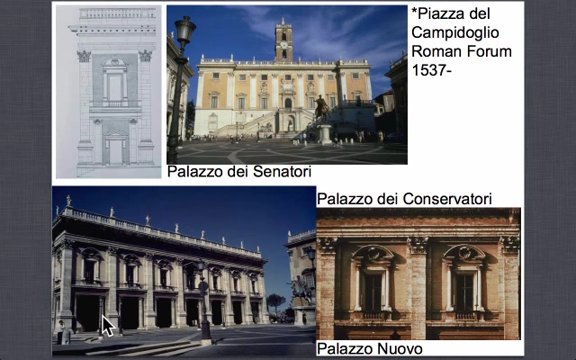 *Piazza del
Campidoglio
Roman Forum
1537-
Palazzo dei Senatori
Palazzo dei Conservatori
Palazzo Nuovo